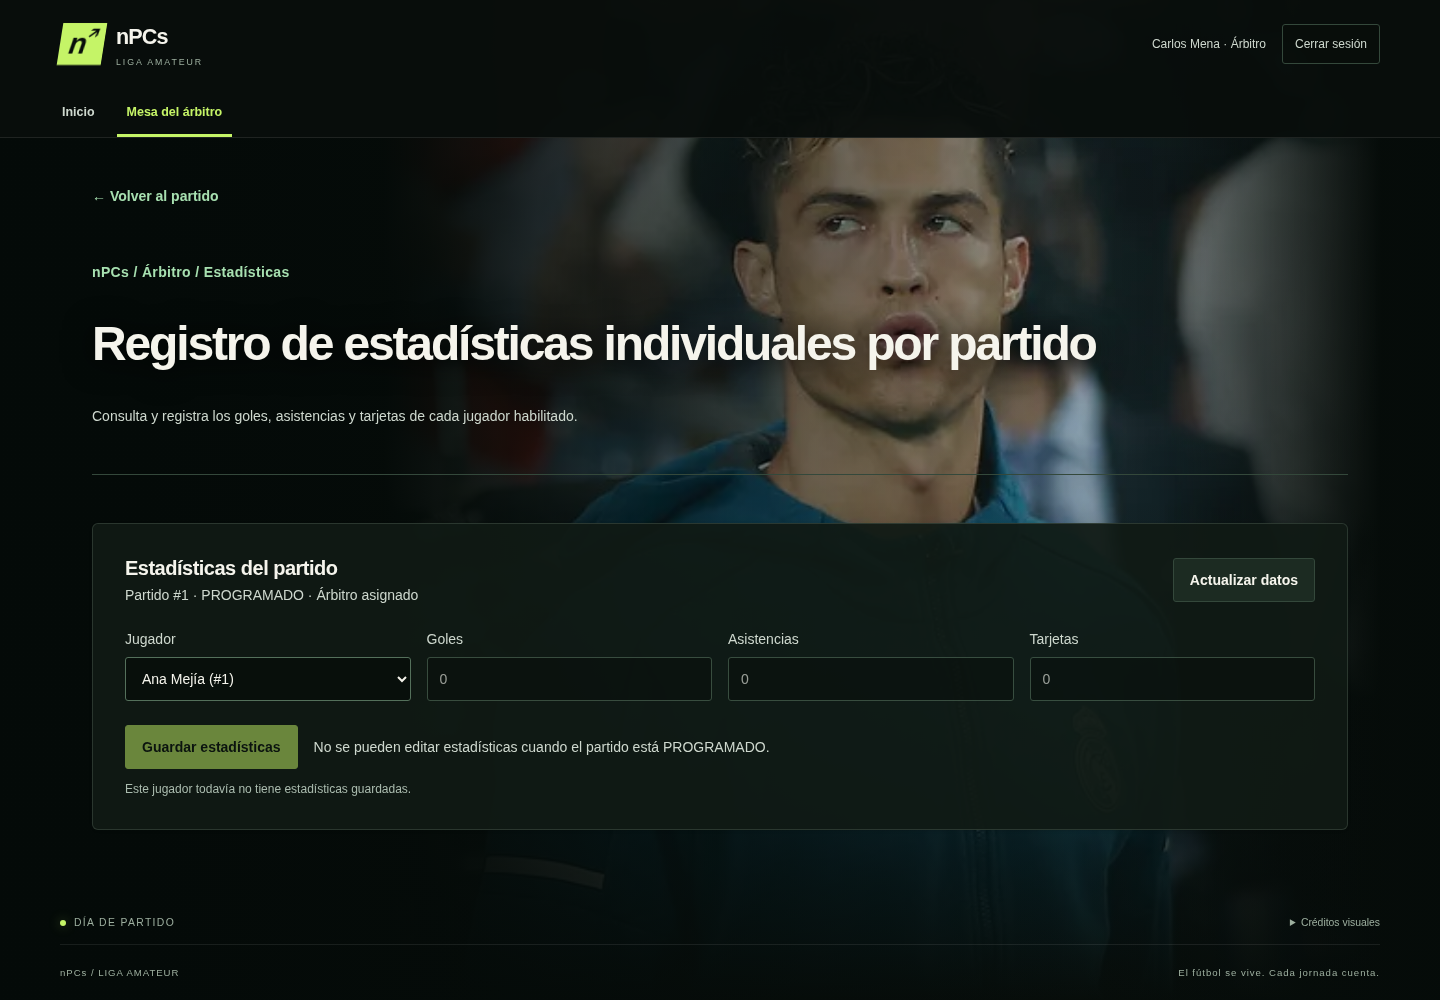 n
nPCs
LIGA AMATEUR
Carlos Mena · Árbitro
Cerrar sesión
Inicio
Mesa del árbitro
← Volver al partido
nPCs / Árbitro / Estadísticas
Registro de estadísticas individuales por partido
Consulta y registra los goles, asistencias y tarjetas de cada jugador habilitado.
Estadísticas del partido
Partido #1 · PROGRAMADO · Árbitro asignado
Actualizar datos
Jugador
Goles
Asistencias
Tarjetas
Ana Mejía (#1)
0
0
0
Guardar estadísticas
No se pueden editar estadísticas cuando el partido está PROGRAMADO.
Este jugador todavía no tiene estadísticas guardadas.
DÍA DE PARTIDO
▶ Créditos visuales
nPCs / LIGA AMATEUR
El fútbol se vive. Cada jornada cuenta.